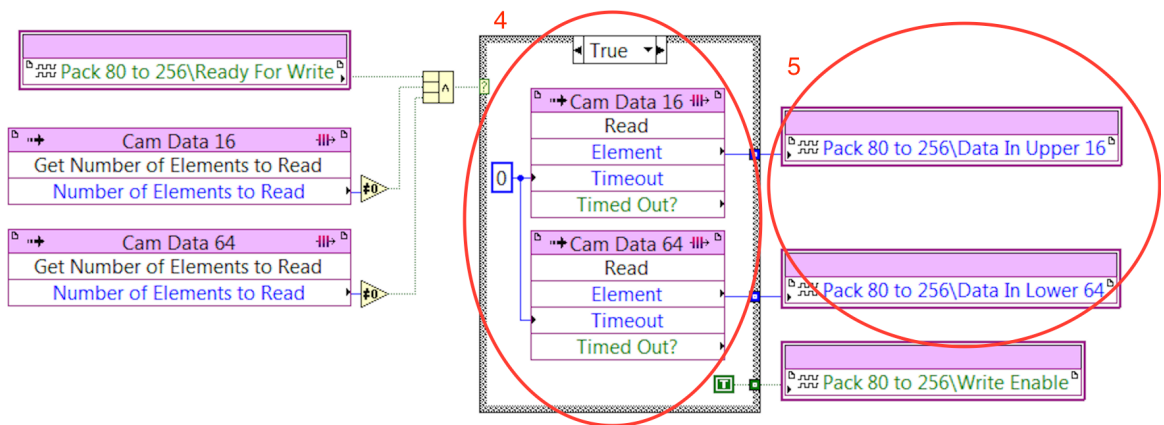 4
True
5
Pack 80 to 256\Ready For Write
^
?
Cam Data 16
Get Number of Elements to Read
Number of Elements to Read
≠0
Cam Data 64
Get Number of Elements to Read
Number of Elements to Read
≠0
Cam Data 16
Read
Element
0
Timeout
Timed Out?
Cam Data 64
Read
Element
Timeout
Timed Out?
T
Pack 80 to 256\Data In Upper 16
Pack 80 to 256\Data In Lower 64
Pack 80 to 256\Write Enable